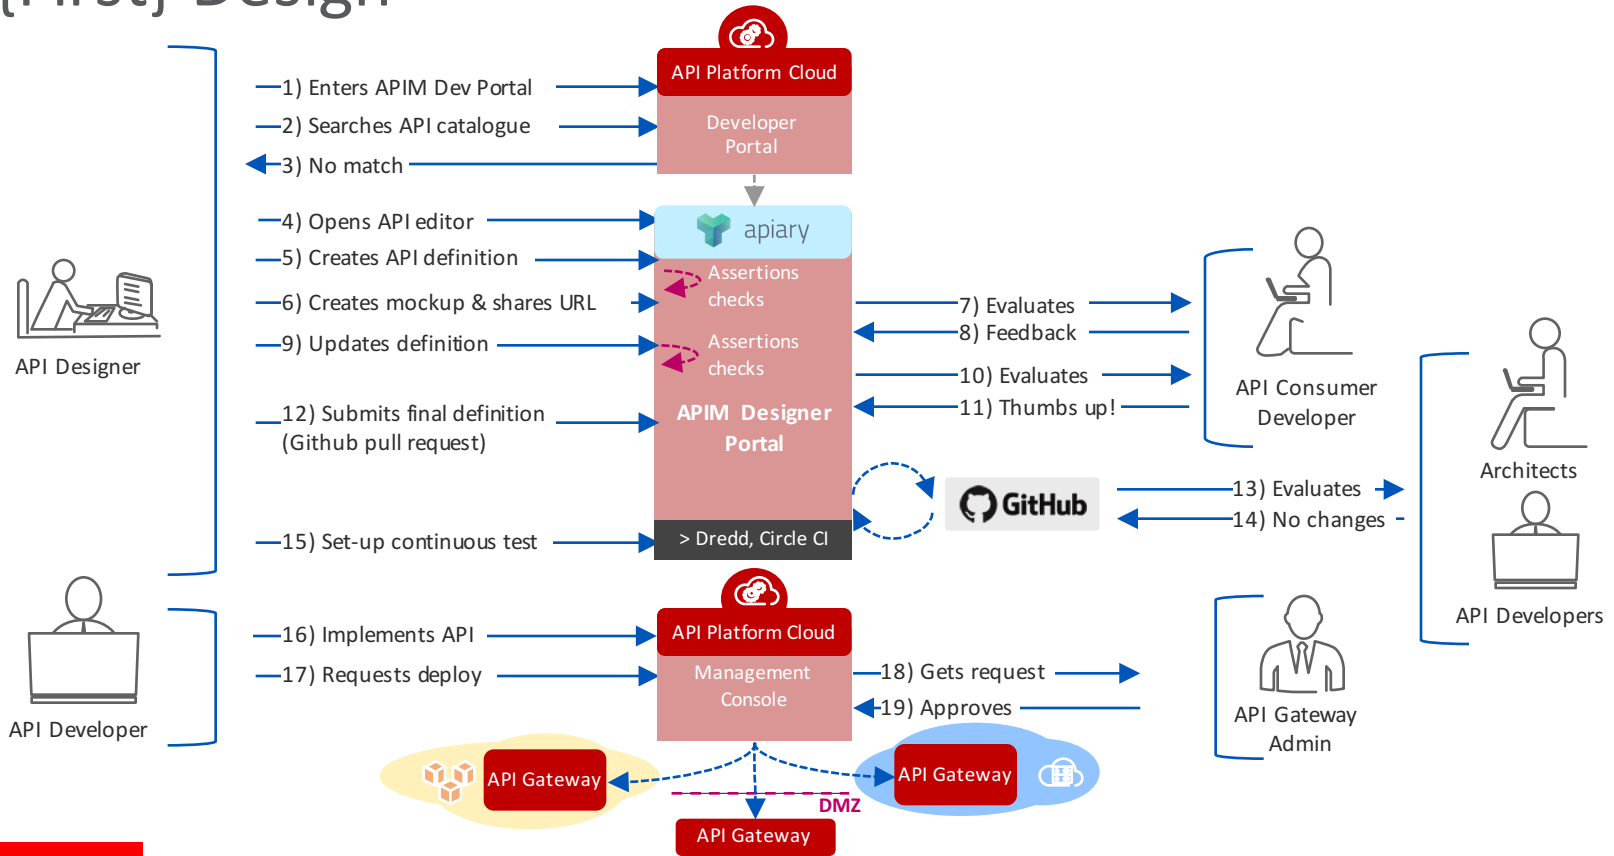 {First} Design
API Platform Cloud
Developer
Portal
1) Enters APIM Dev Portal
2) Searches API catalogue
3) No match
4) Opens API editor
5) Creates API definition
6) Creates mockup & shares URL
9) Updates definition
12) Submits final definition
(Github pull request)
15) Set-up continuous test
API Designer
apiary
Assertions
checks
Assertions
checks
APIM Designer
Portal
> Dredd, Circle CI
7) Evaluates
8) Feedback
10) Evaluates
11) Thumbs up!
API Consumer
Developer
GitHub
13) Evaluates
14) No changes
Architects
API Developers
API Developer
16) Implements API
17) Requests deploy
API Platform Cloud
Management
Console
18) Gets request
19) Approves
API Gateway
Admin
API Gateway
API Gateway
DMZ
API Gateway